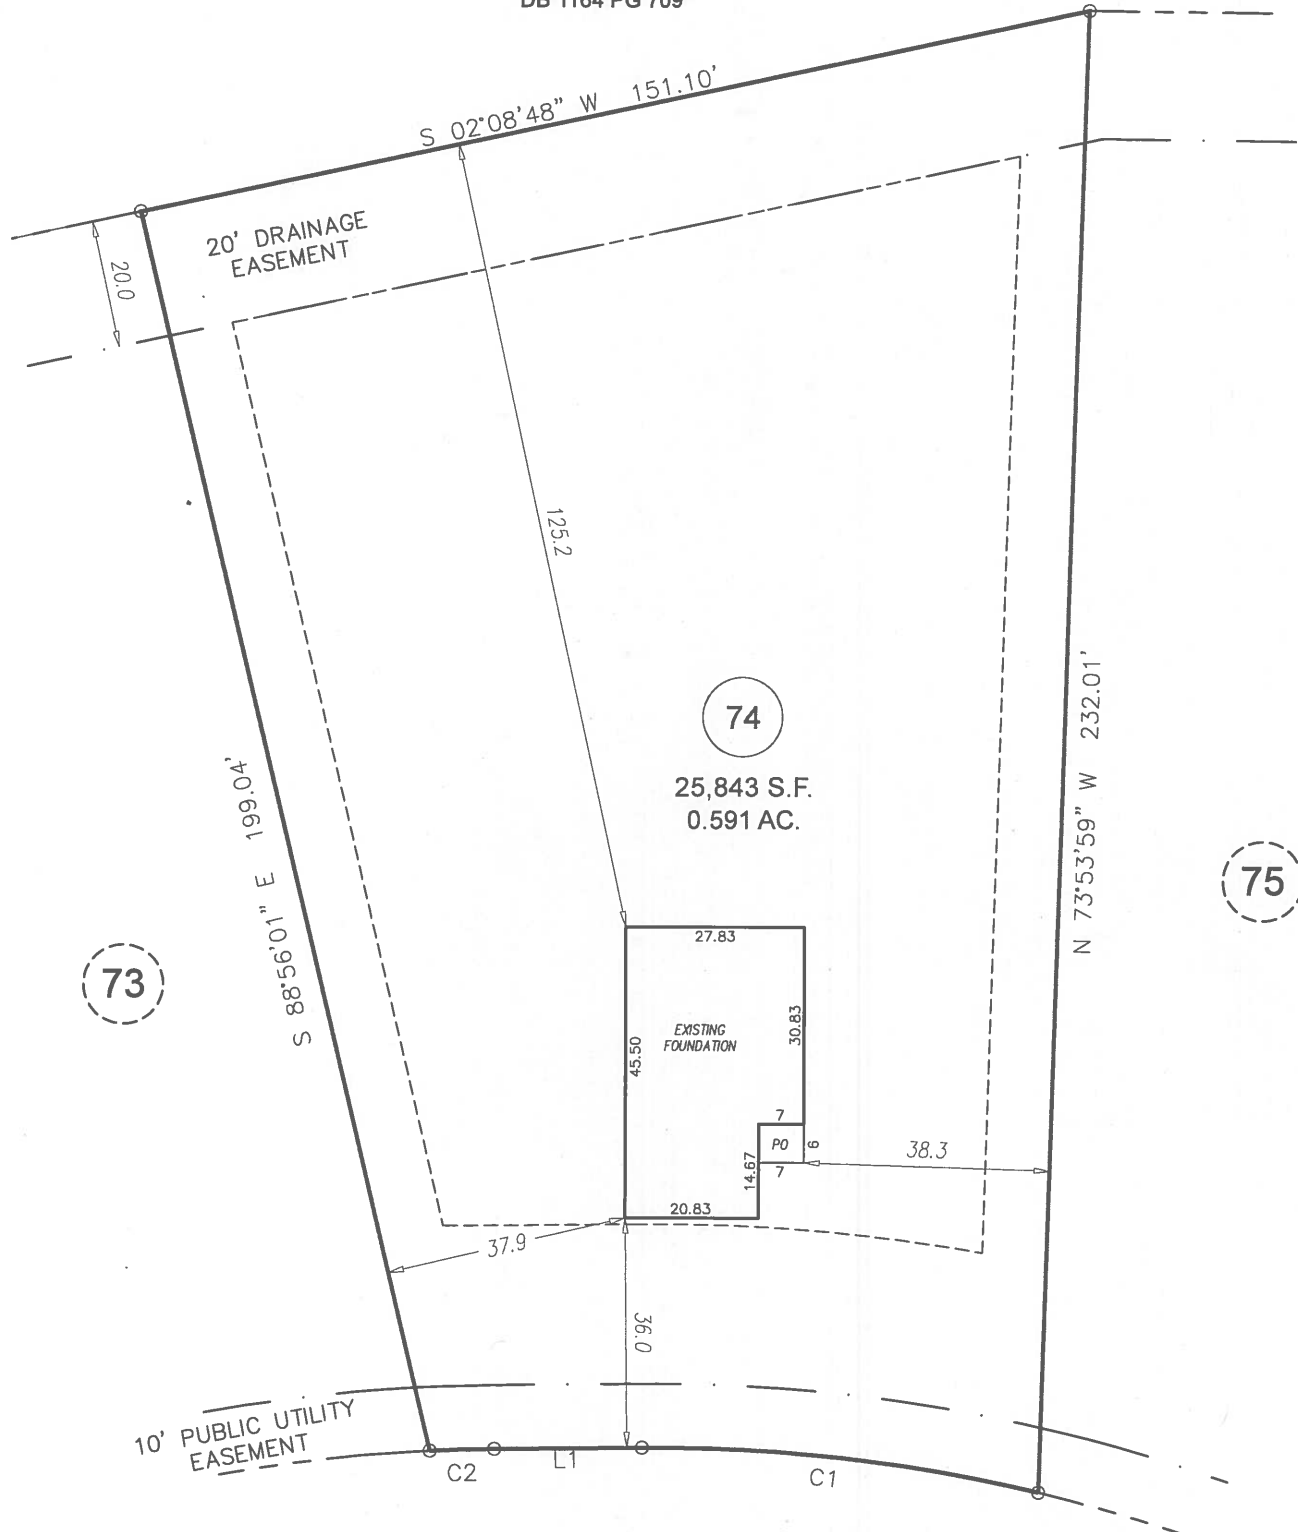 DB 1164 PG 709
S 02°08'48" W 151.10'
20' DRAINAGE
EASEMENT
20.0
125.2
74
25,843 S.F.
0.591 AC.
N 73°53'59" W 232.01'
75
S 88°56'01" E 199.04'
73
27.83
EXISTING
FOUNDATION
45.50
30.83
7
PO
6
7
14.67
38.3
20.83
37.9
36.0
10' PUBLIC UTILITY
EASEMENT
C2
L1
C1